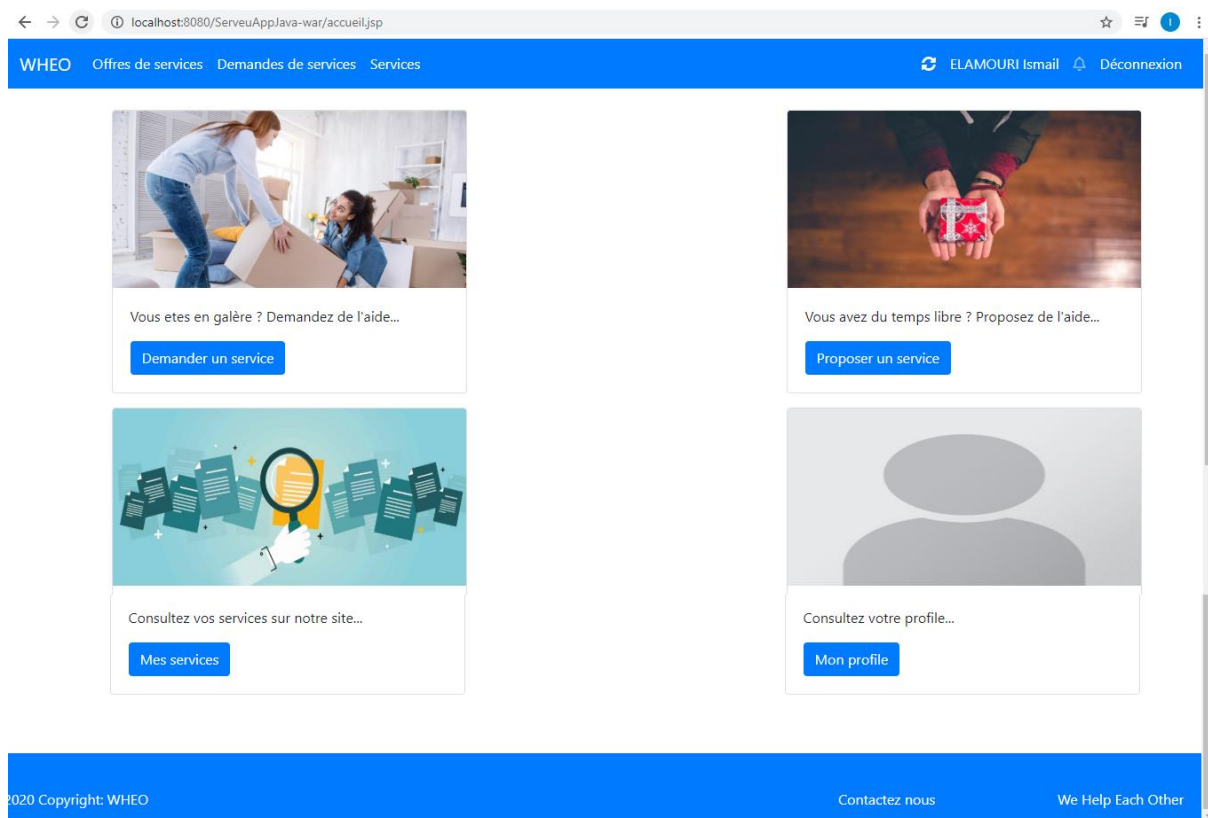 localhost:8080/ServeuAppJava-war/accueil.jsp
I
WHEO Offres de services Demandes de services Services ELAMOURI Ismail Déconnexion
Vous etes en galère ? Demandez de l'aide...
Demander un service
Vous avez du temps libre ? Proposez de l'aide...
Proposer un service
Consultez vos services sur notre site...
Mes services
Consultez votre profile...
Mon profile
2020 Copyright: WHEO Contactez nous We Help Each Other